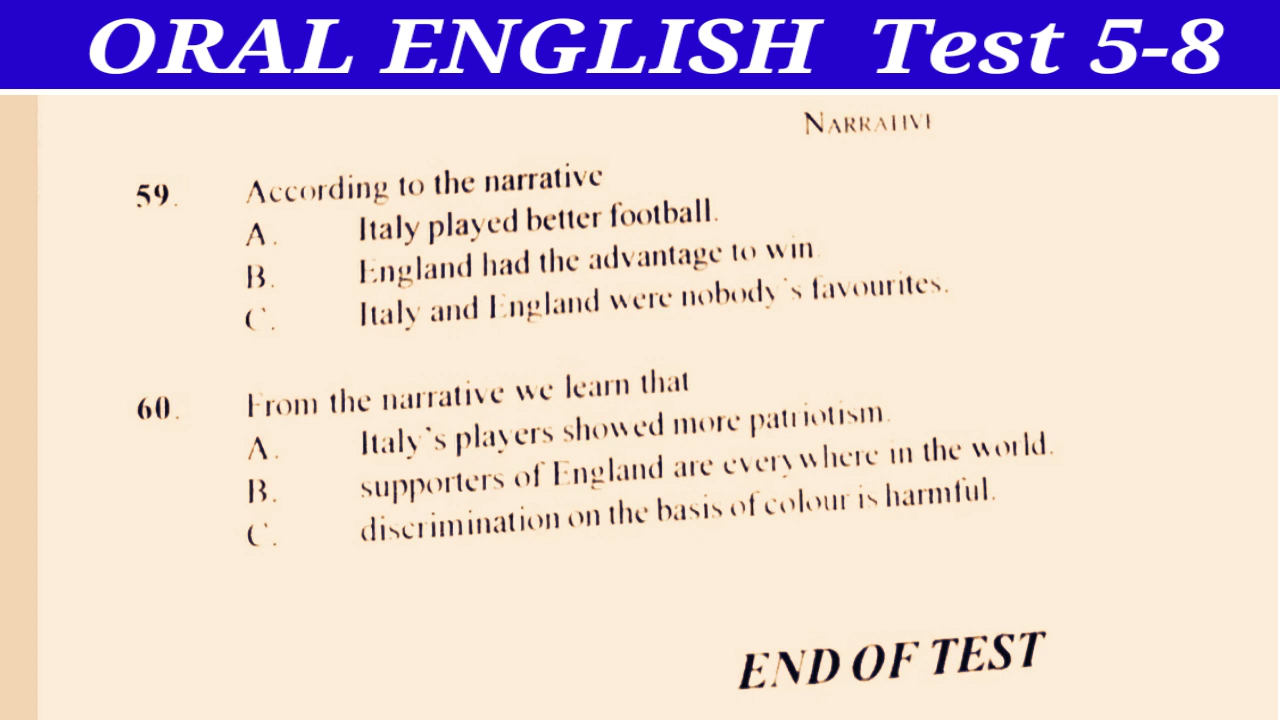 ORAL ENGLISH Test 5-8
NARRATIVE
59. According to the narrative
A. Italy played better football.
B. England had the advantage to win.
C. Italy and England were nobody's favourites.
60. From the narrative we learn that
A. Italy's players showed more patriotism.
B. supporters of England are everywhere in the world.
C. discrimination on the basis of colour is harmful.
END OF TEST